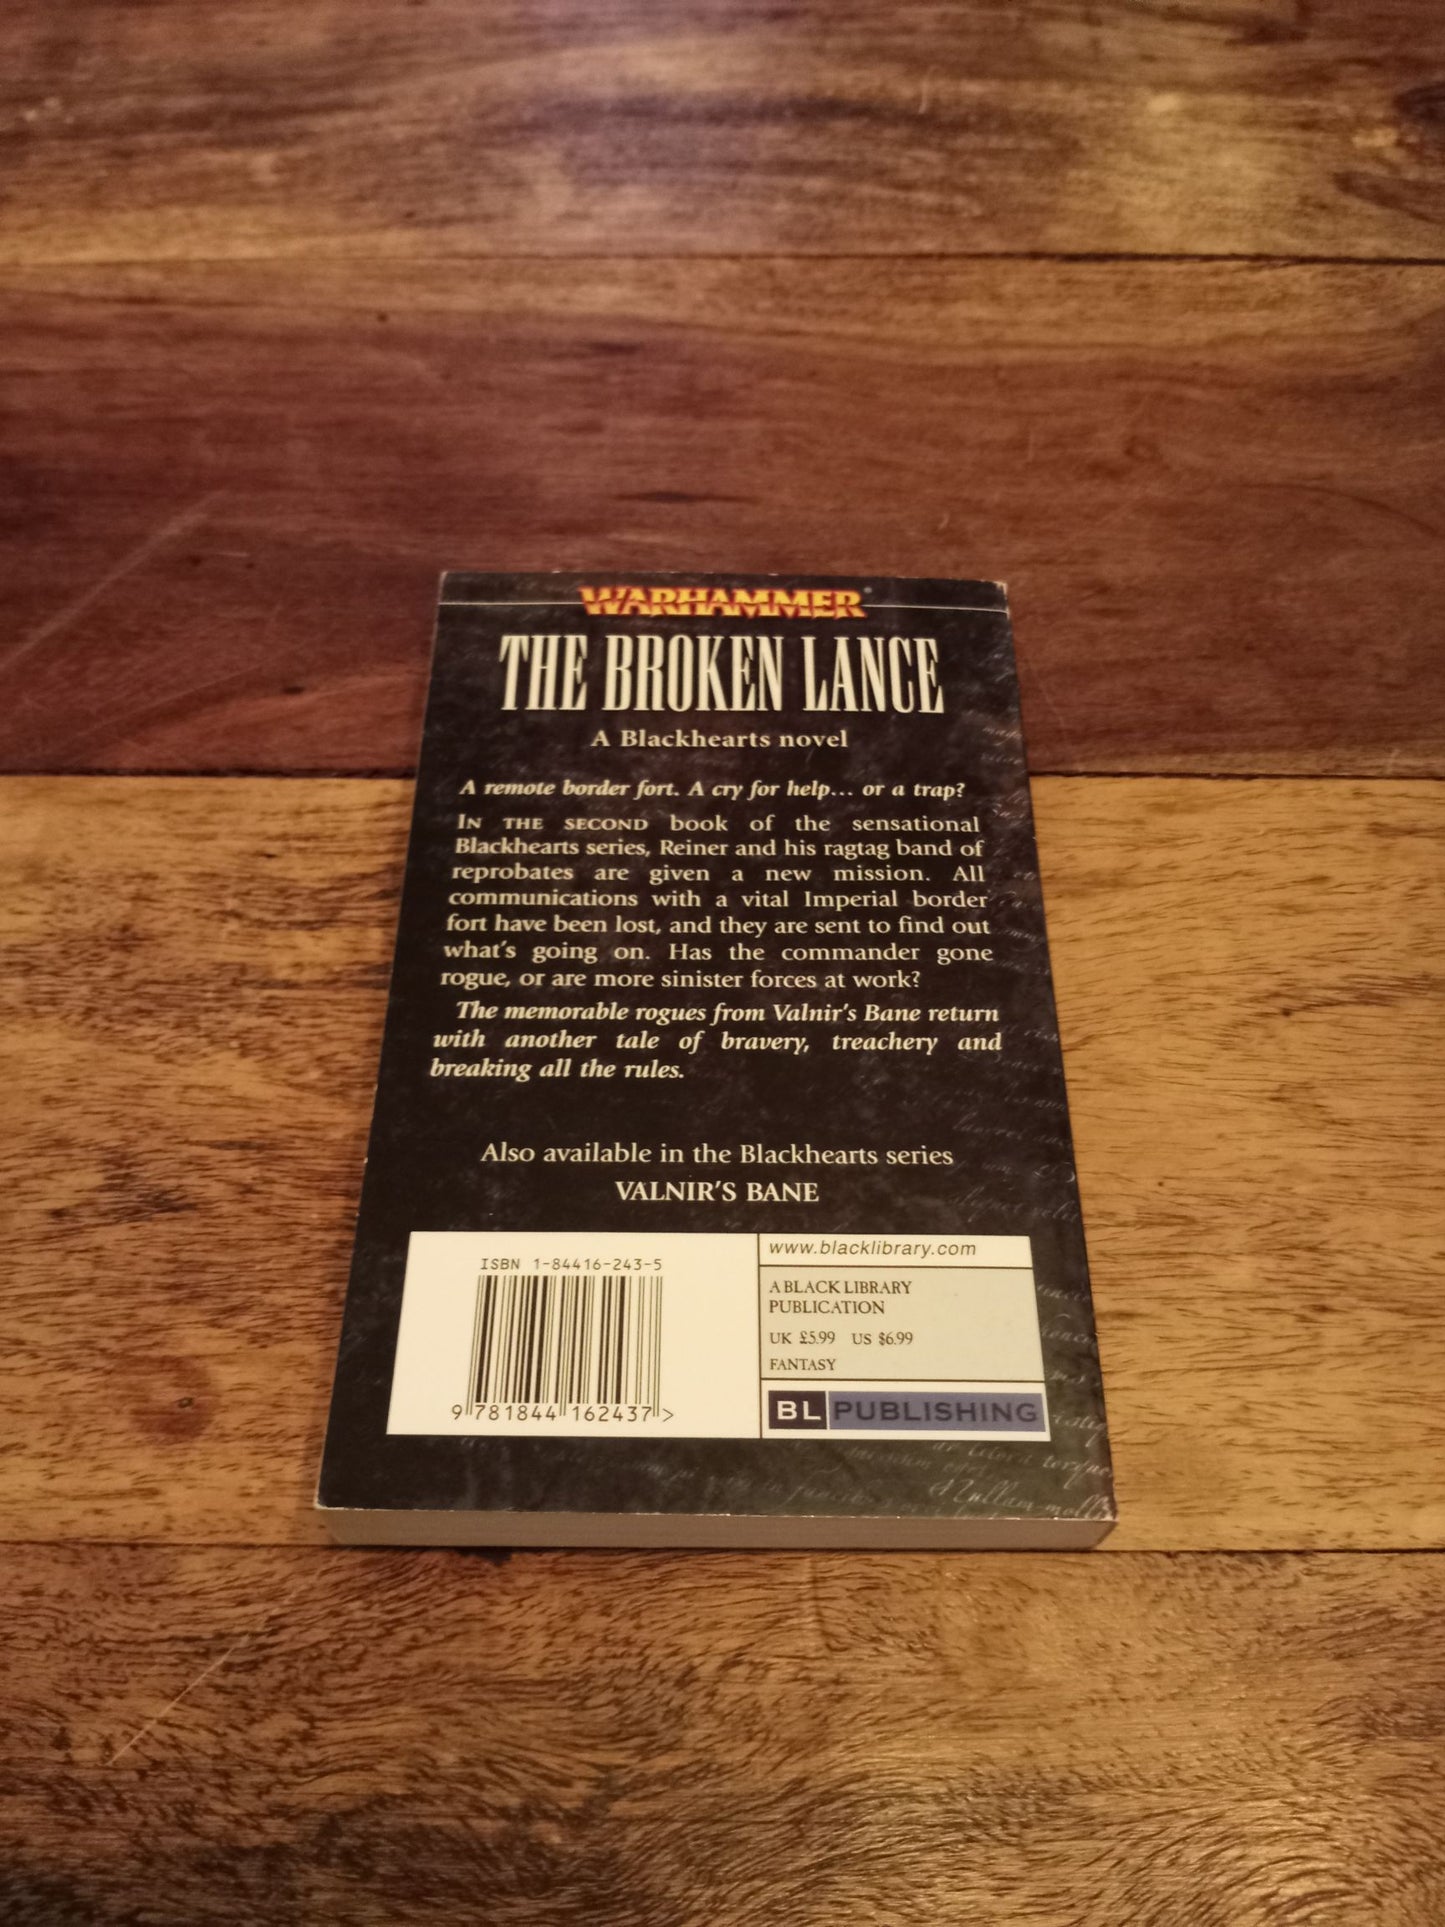 WARHAMMER
THE BROKEN LANCE
A Blackhearts novel
A remote border fort. A cry for help... or a trap?
IN THE SECOND book of the sensational
Blackhearts series, Reiner and his ragtag band of
reprobates are given a new mission. All
communications with a vital Imperial border
fort have been lost, and they are sent to find out
what's going on. Has the commander gone
rogue, or are more sinister forces at work?
The memorable rogues from Valnir's Bane return
with another tale of bravery, treachery and
breaking all the rules.
Also available in the Blackhearts series
VALNIR'S BANE
ISBN 1-84416-243-5
9 781844 162437 >
www.blacklibrary.com
A BLACK LIBRARY
PUBLICATION
UK £5.99 US $6.99
FANTASY
BL PUBLISHING